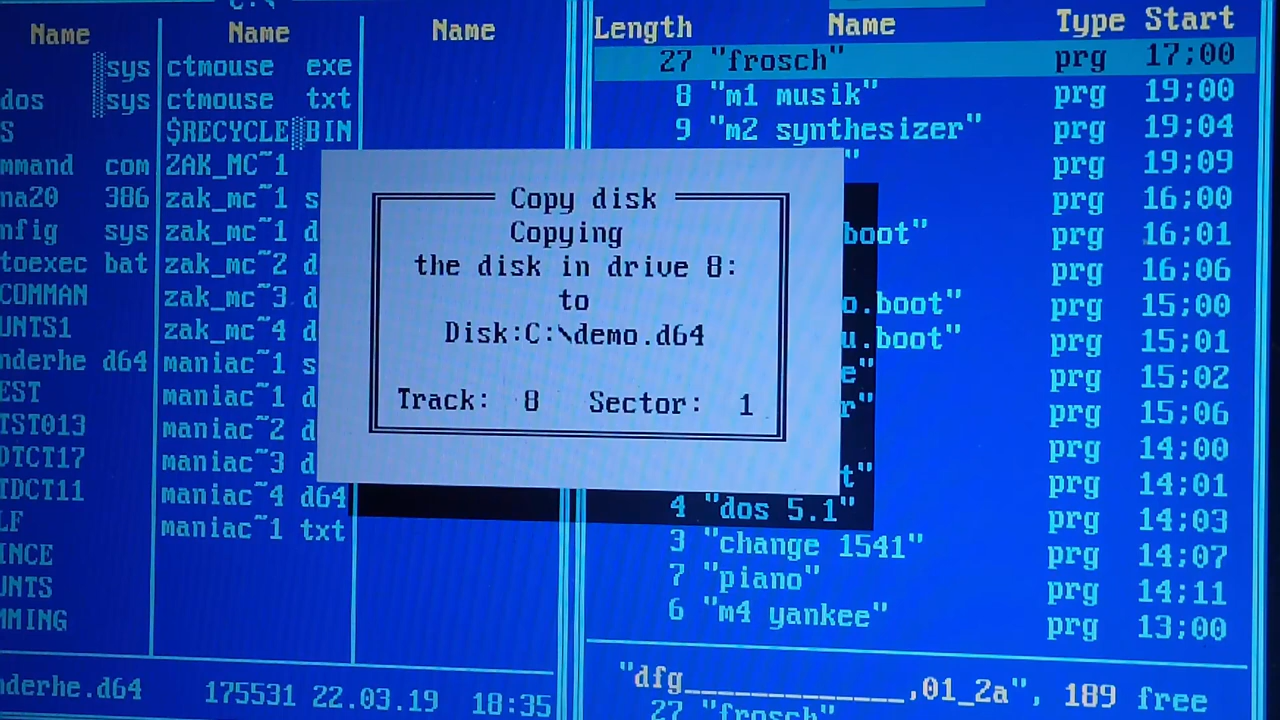 C:\
Name Name Name
sys ctmouse exe
dos sys ctmouse txt
S $RECYCLE BIN
mmand com ZAK_MC~1
na20 386 zak_mc~1 s
nfig sys zak_mc~1 d
toexec bat zak_mc~2 d
COMMAN zak_mc~3 d
UNTS1 zak_mc~4 d
nderhe d64 maniac~1 s
EST maniac~1 d
TST013 maniac~2 d
DTCT17 maniac~3 d
TDCT11 maniac~4 d64
LF maniac~1 txt
INCE
UNTS
MMING
nderhe.d64 175531 22.03.19 18:35
Copy disk
Copying
the disk in drive 8:
to
Disk:C:\demo.d64
Track: 8 Sector: 1
Length Name Type Start
27 "frosch" prg 17;00
8 "m1 musik" prg 19;00
9 "m2 synthesizer" prg 19;04
" prg 19;09
prg 16;00
boot" prg 16;01
prg 16;06
o.boot" prg 15;00
u.boot" prg 15;01
e" prg 15;02
r" prg 15;06
prg 14;00
t" prg 14;01
4 "dos 5.1" prg 14;03
3 "change 1541" prg 14;07
7 "piano" prg 14;11
6 "m4 yankee" prg 13;00
"dfg_____________,01_2a", 189 free
27 "frosch"